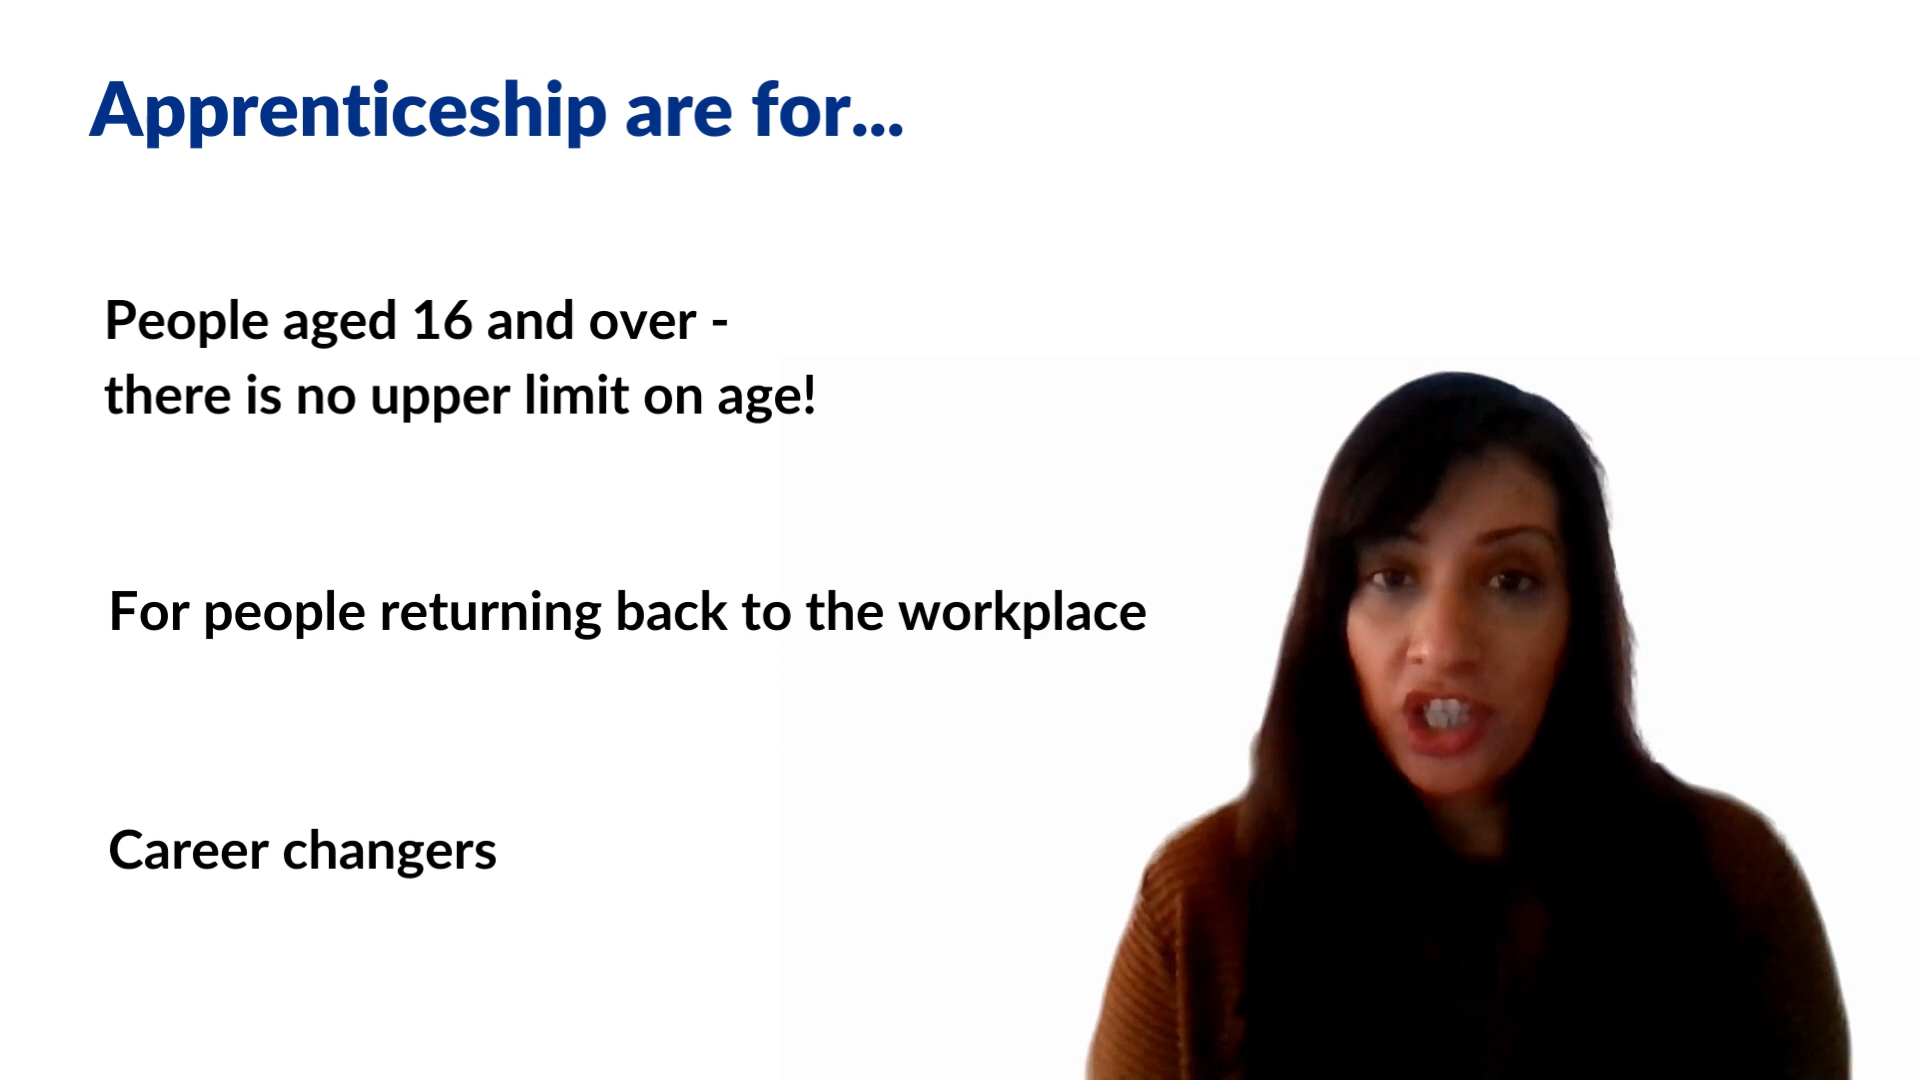 Apprenticeship are for...
People aged 16 and over -
there is no upper limit on age!
For people returning back to the workplace
Career changers